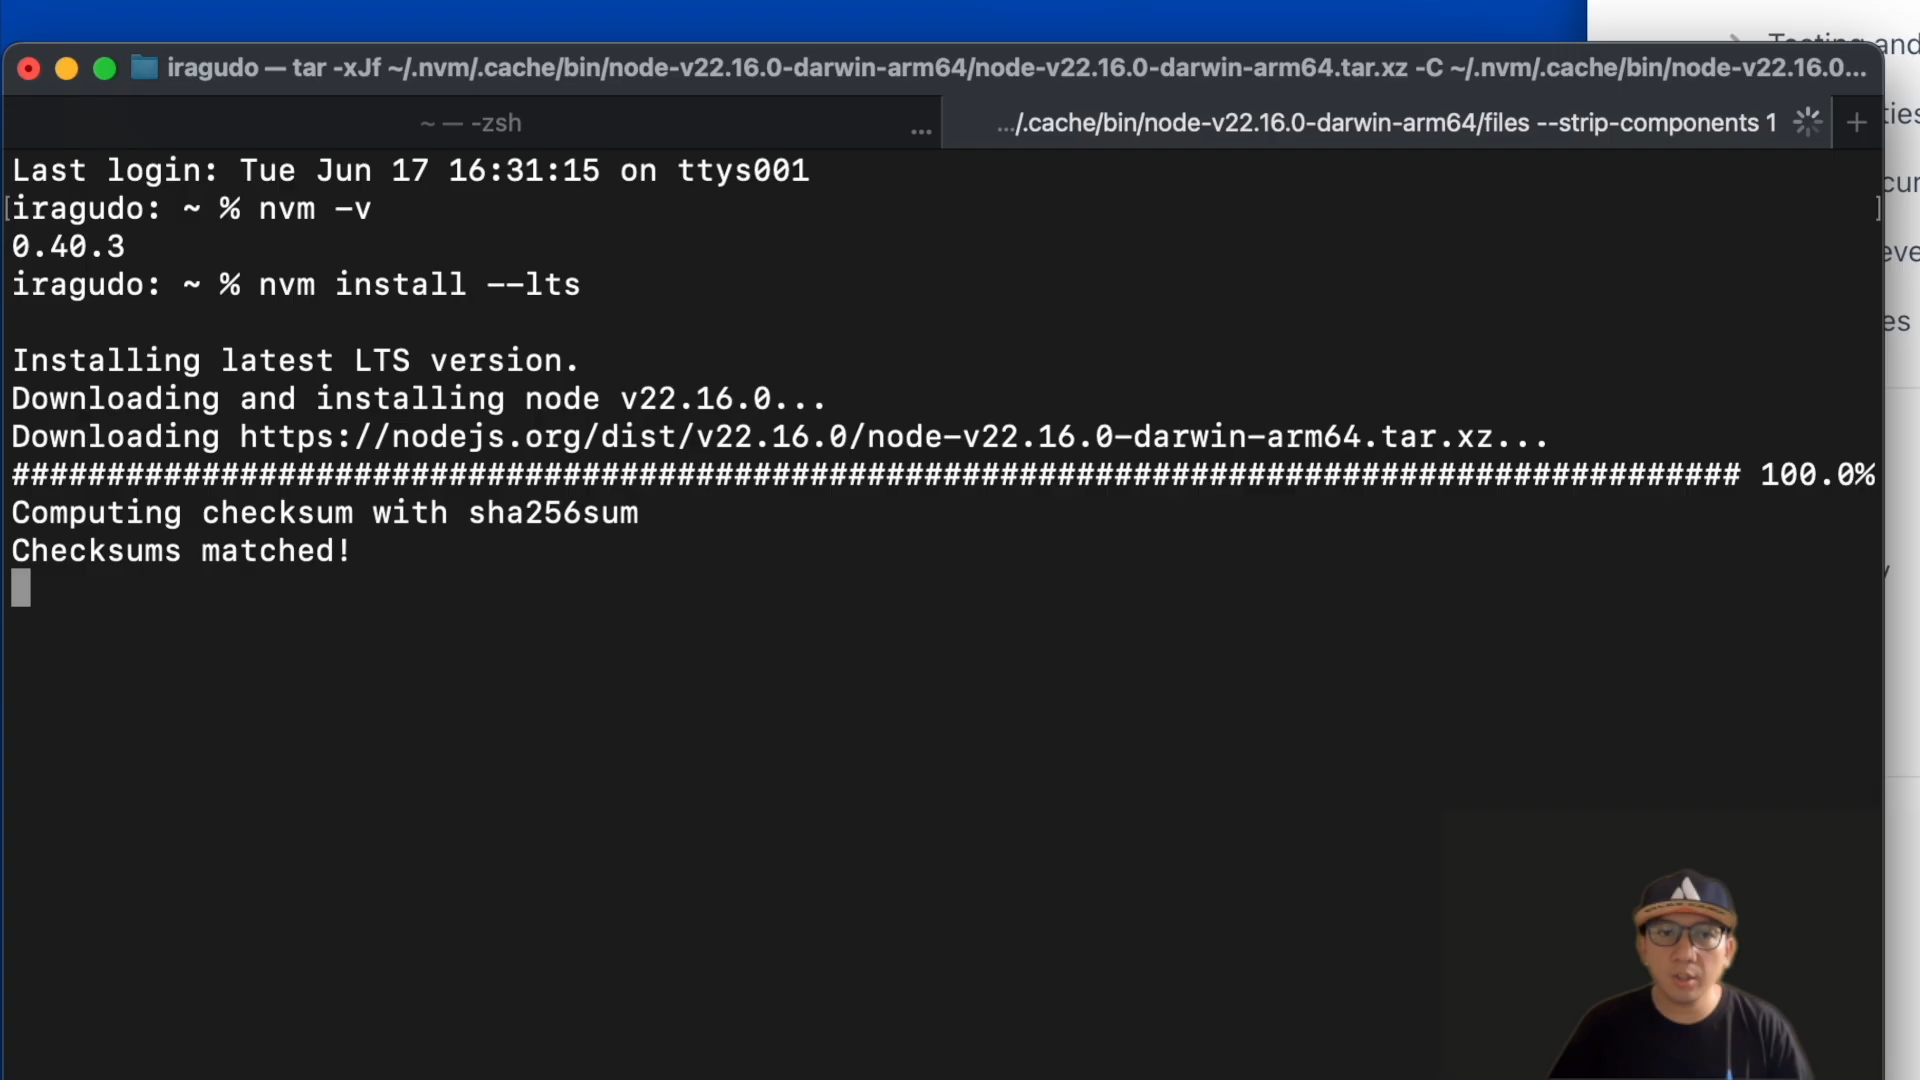 Testing and
iragudo — tar -xJf ~/.nvm/.cache/bin/node-v22.16.0-darwin-arm64/node-v22.16.0-darwin-arm64.tar.xz -C ~/.nvm/.cache/bin/node-v22.16.0...
~ — -zsh ...
.../.cache/bin/node-v22.16.0-darwin-arm64/files --strip-components 1 +
Last login: Tue Jun 17 16:31:15 on ttys001
[iragudo: ~ % nvm -v ]
0.40.3
iragudo: ~ % nvm install --lts
Installing latest LTS version.
Downloading and installing node v22.16.0...
Downloading https://nodejs.org/dist/v22.16.0/node-v22.16.0-darwin-arm64.tar.xz...
########################################################################################### 100.0%
Computing checksum with sha256sum
Checksums matched!